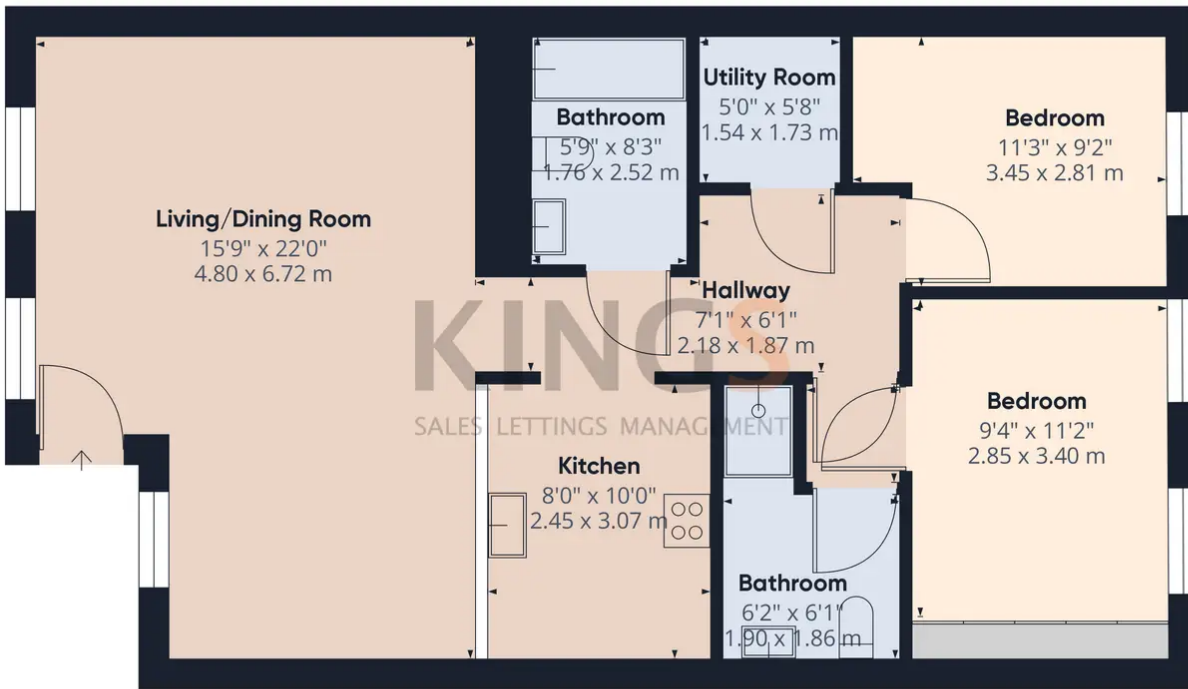 Living/Dining Room
15'9" x 22'0"
4.80 x 6.72 m
Bathroom
5'9" x 8'3"
1.76 x 2.52 m
Utility Room
5'0" x 5'8"
1.54 x 1.73 m
Bedroom
11'3" x 9'2"
3.45 x 2.81 m
Hallway
7'1" x 6'1"
2.18 x 1.87 m
KINGS
SALES LETTINGS MANAGEMENT
Kitchen
8'0" x 10'0"
2.45 x 3.07 m
Bedroom
9'4" x 11'2"
2.85 x 3.40 m
Bathroom
6'2" x 6'1"
1.90 x 1.86 m